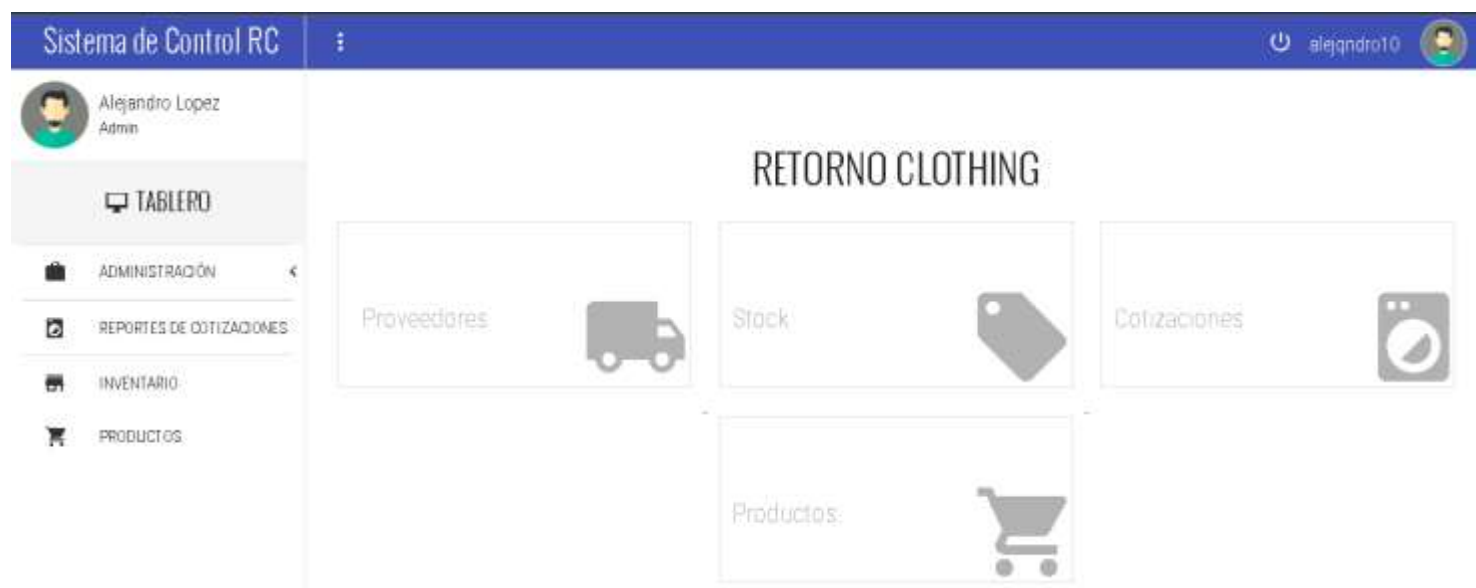 Sistema de Control RC
alejqndro10
Alejandro Lopez
Admin
TABLERO
ADMINISTRACIÓN
REPORTES DE COTIZACIONES
INVENTARIO
PRODUCTOS
RETORNO CLOTHING
Proveedores
Stock
Cotizaciones
Productos